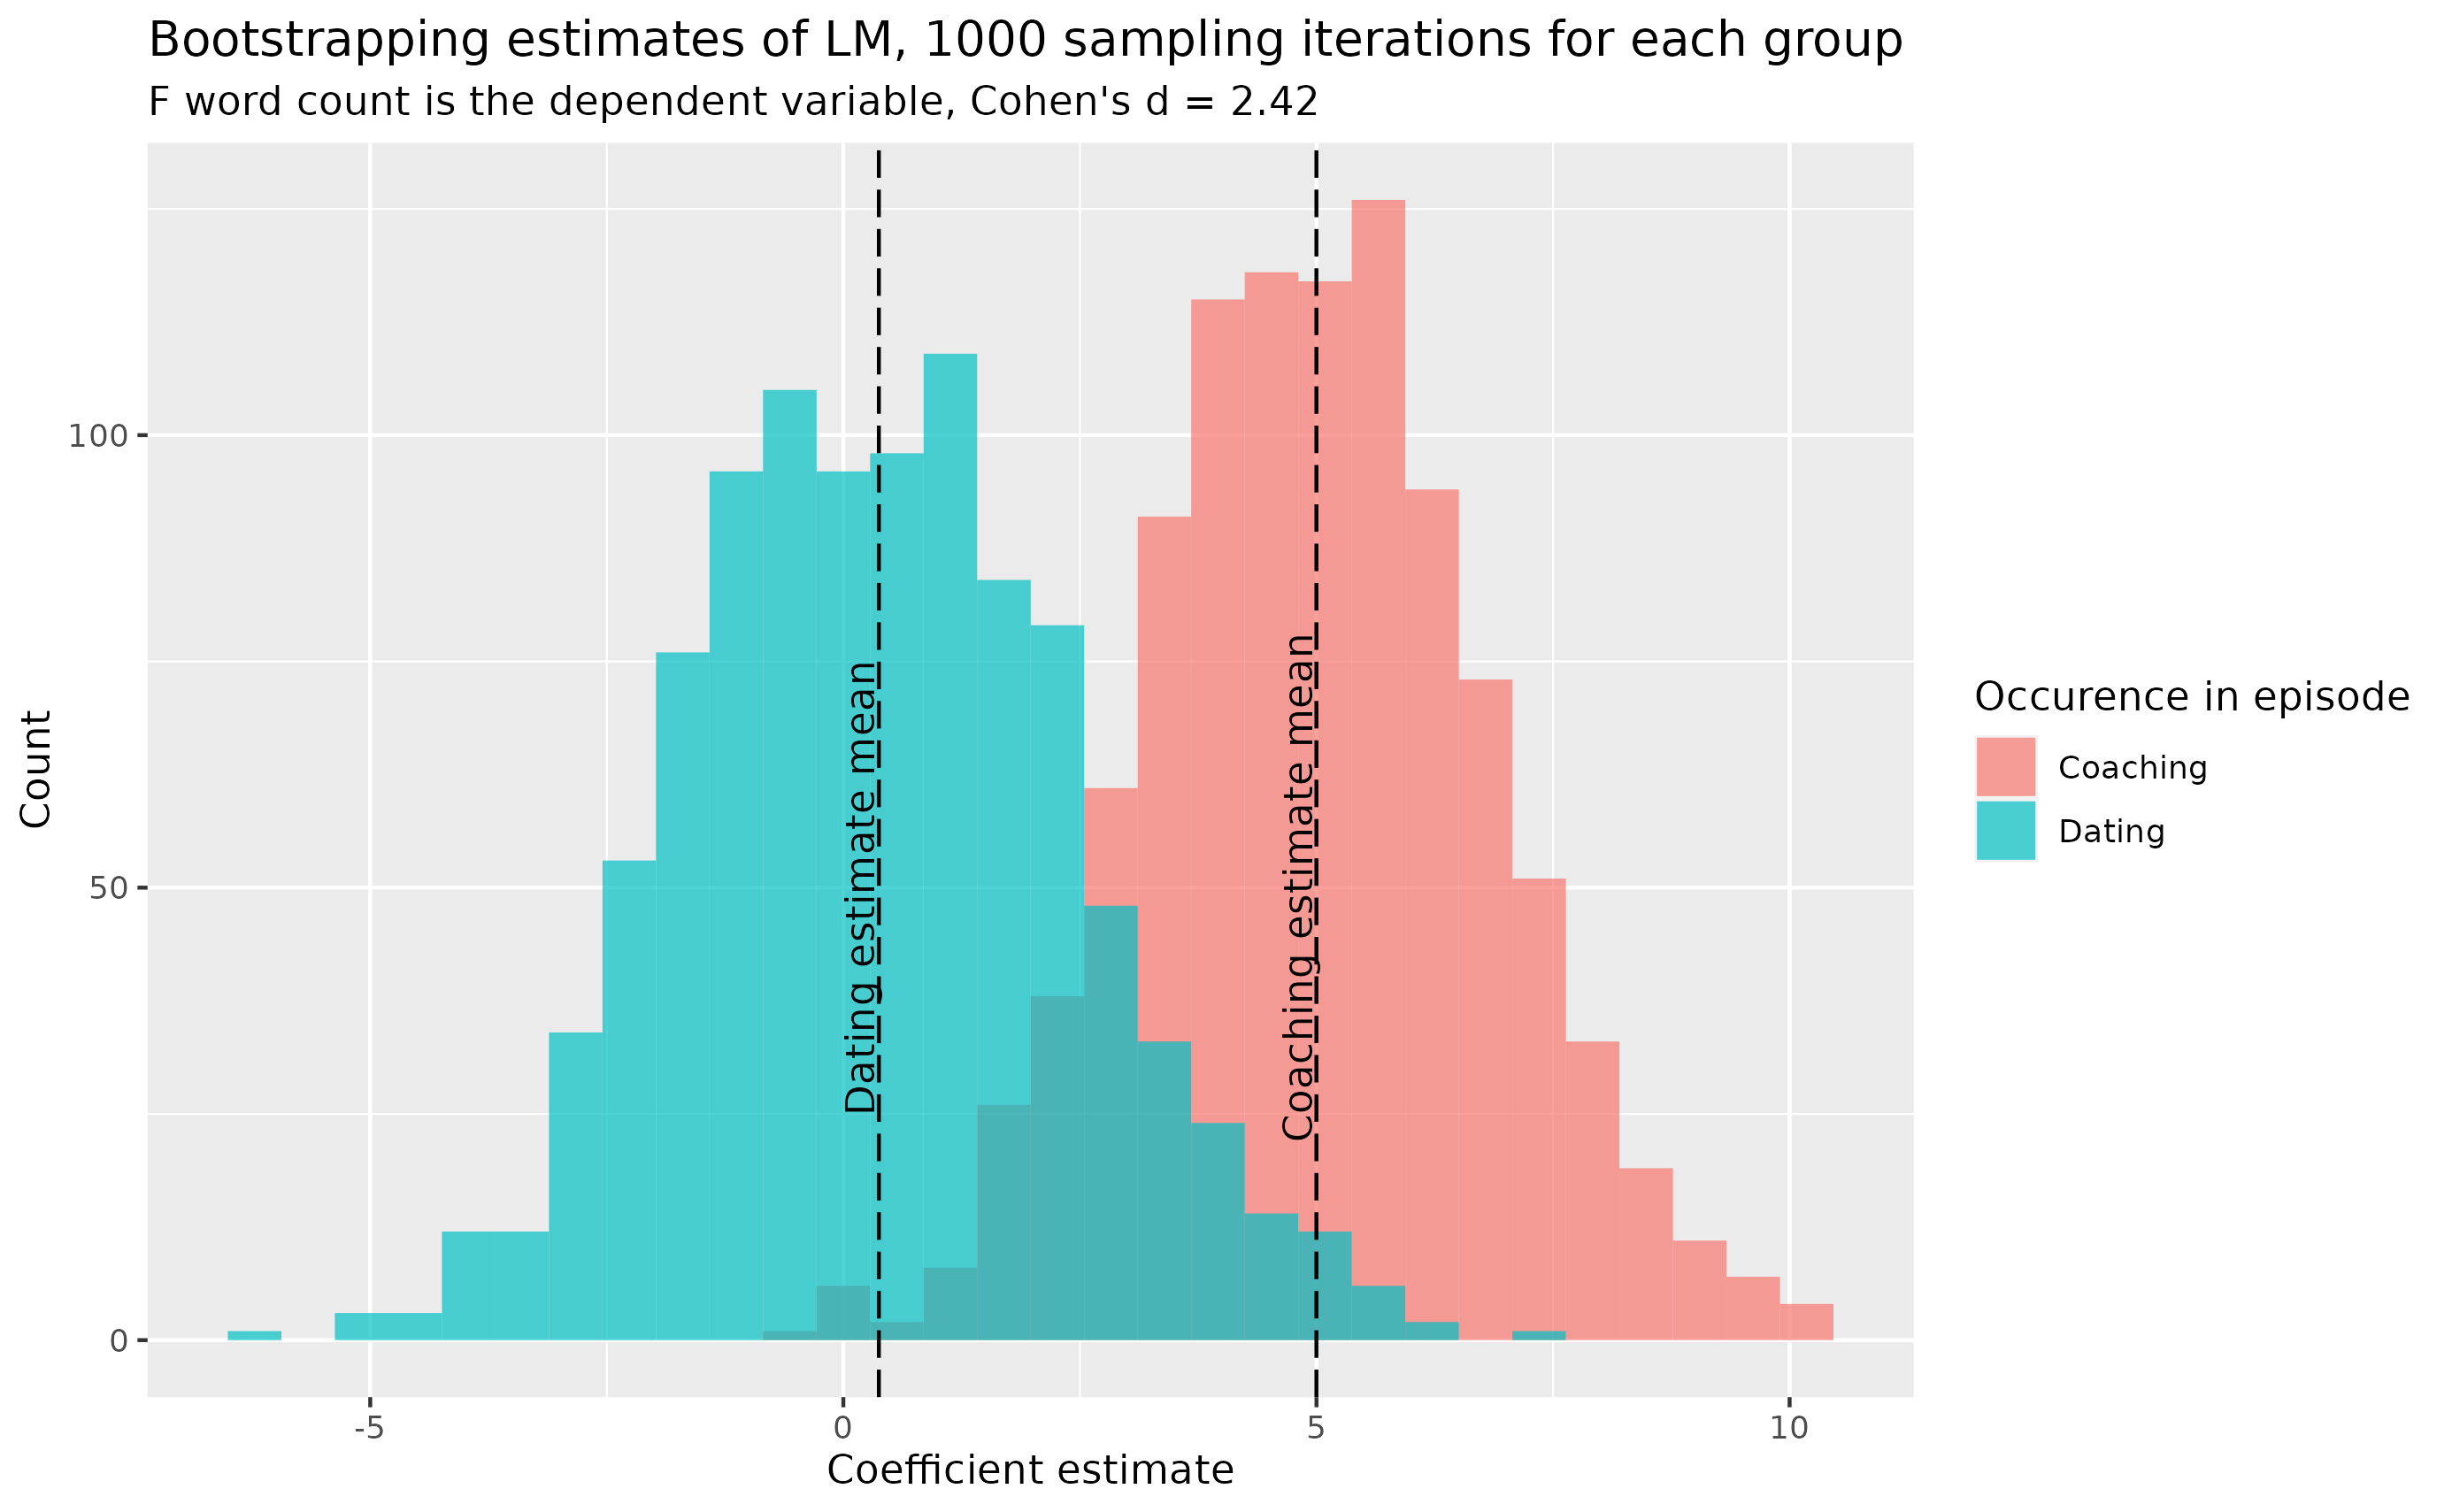 Bootstrapping estimates of LM, 1000 sampling iterations for each group
F word count is the dependent variable, Cohen's d = 2.42
Count
100
50
0
Dating estimate mean
Coaching estimate mean
-5
0
5
10
Coefficient estimate
Occurence in episode
Coaching
Dating